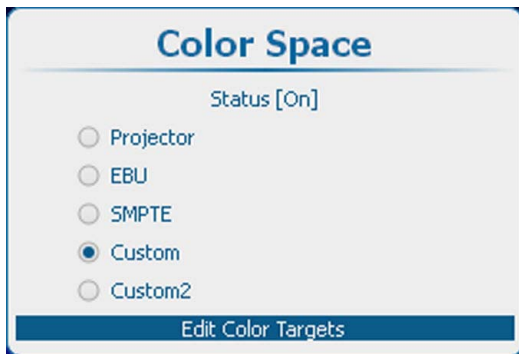 Color Space
Status [On]
Projector
EBU
SMPTE
Custom
Custom2
Edit Color Targets